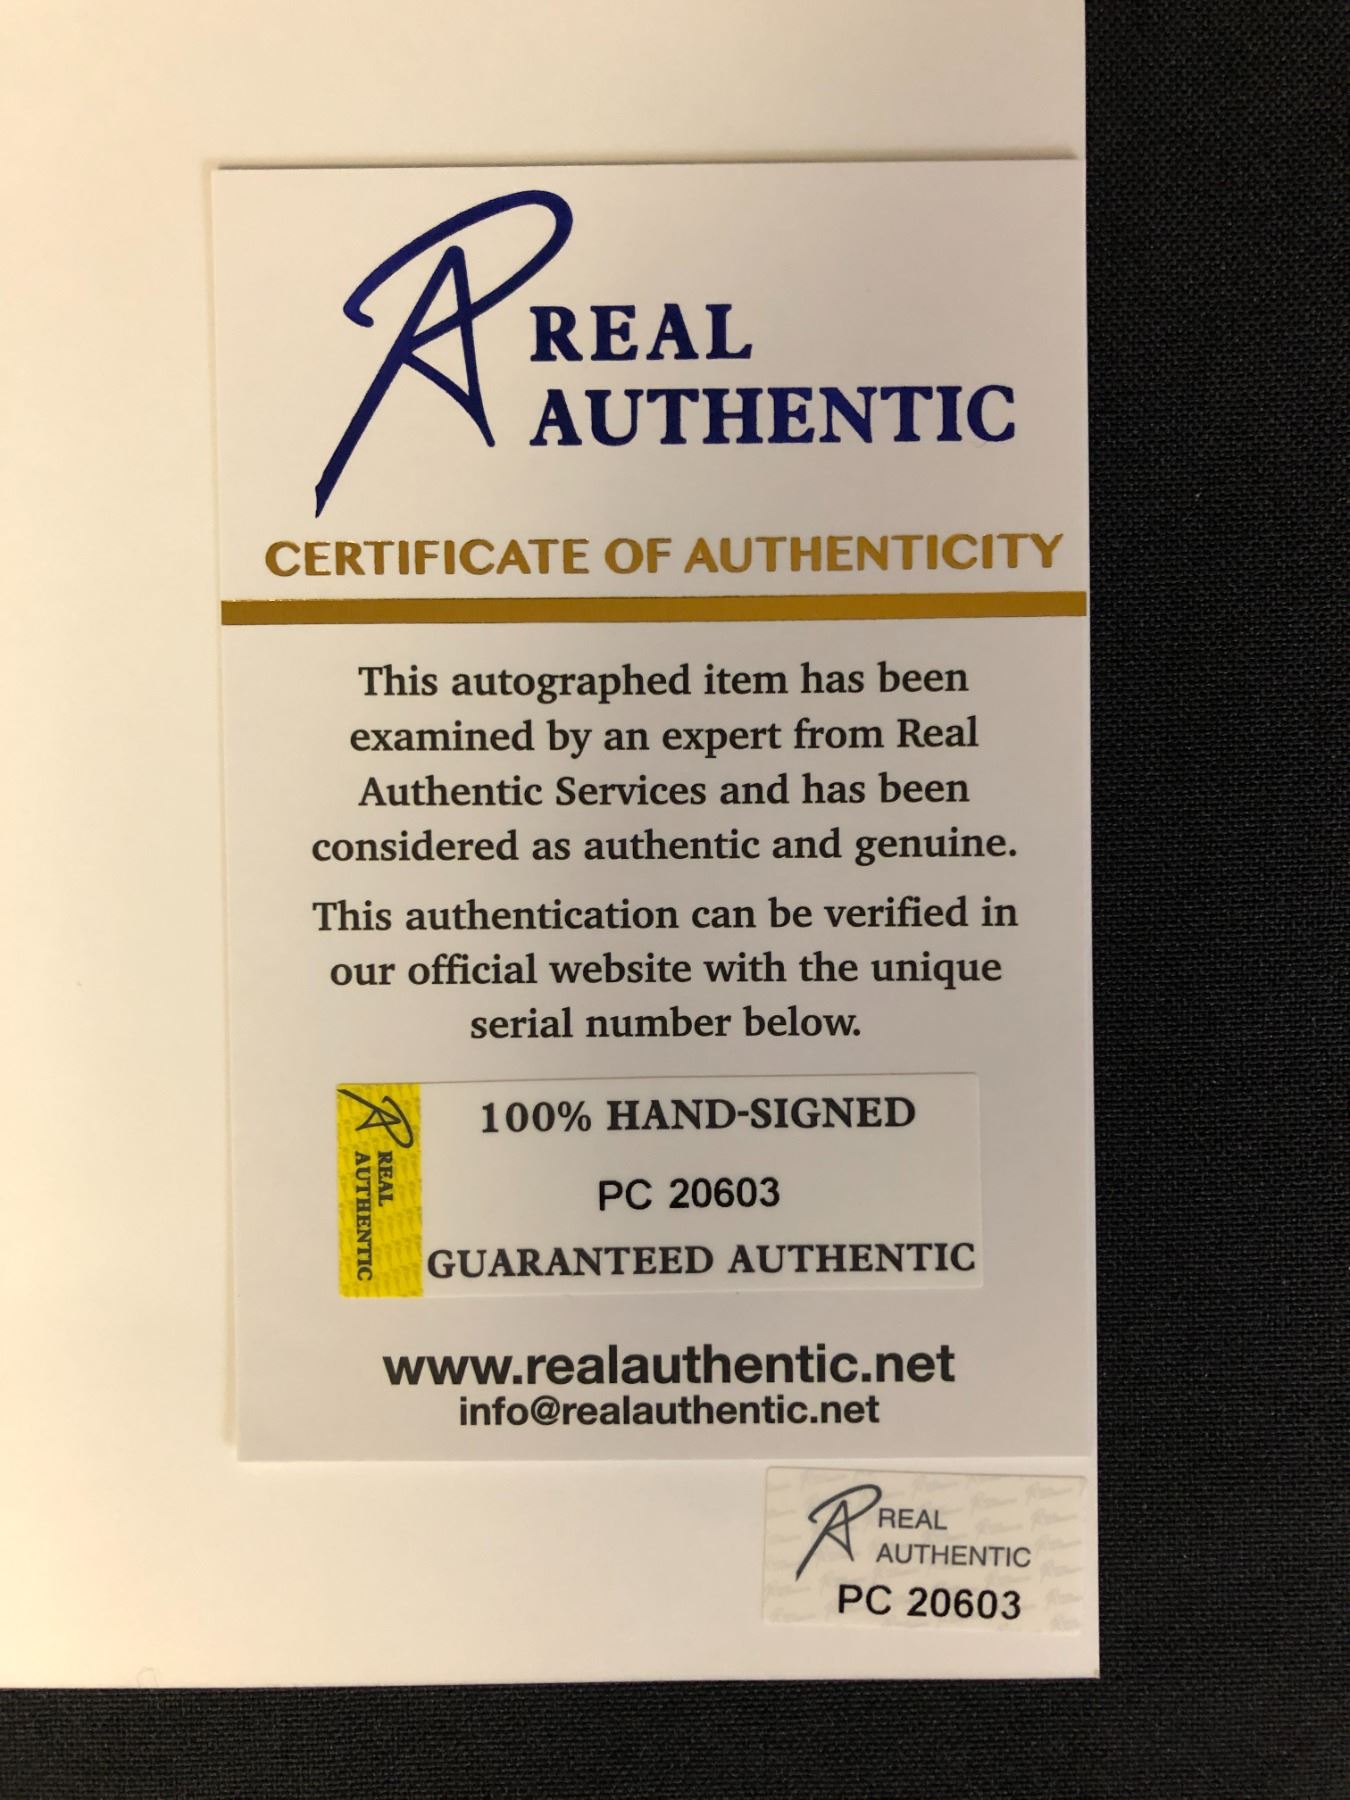 REAL
AUTHENTIC
CERTIFICATE OF AUTHENTICITY
This autographed item has been
examined by an expert from Real
Authentic Services and has been
considered as authentic and genuine.
This authentication can be verified in
our official website with the unique
serial number below.
REAL
AUTHENTIC
100% HAND-SIGNED
PC 20603
GUARANTEED AUTHENTIC
www.realauthentic.net
info@realauthentic.net
REAL
AUTHENTIC
PC 20603